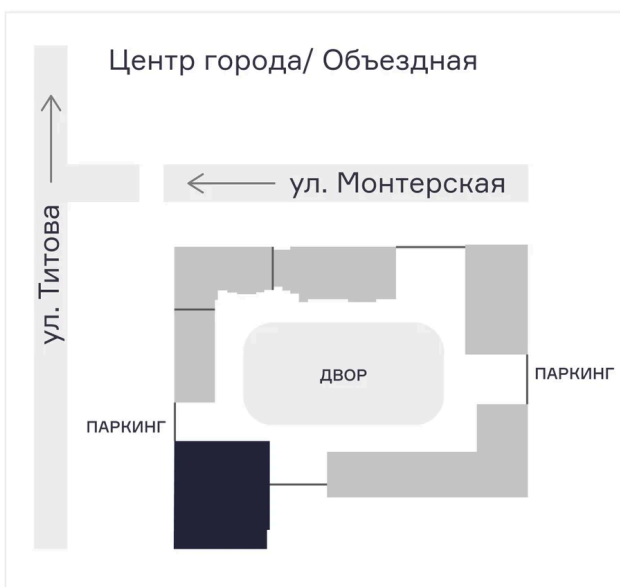 Центр города/ Объездная
ул. Монтерская
ул. Титова
ДВОР
ПАРКИНГ
ПАРКИНГ